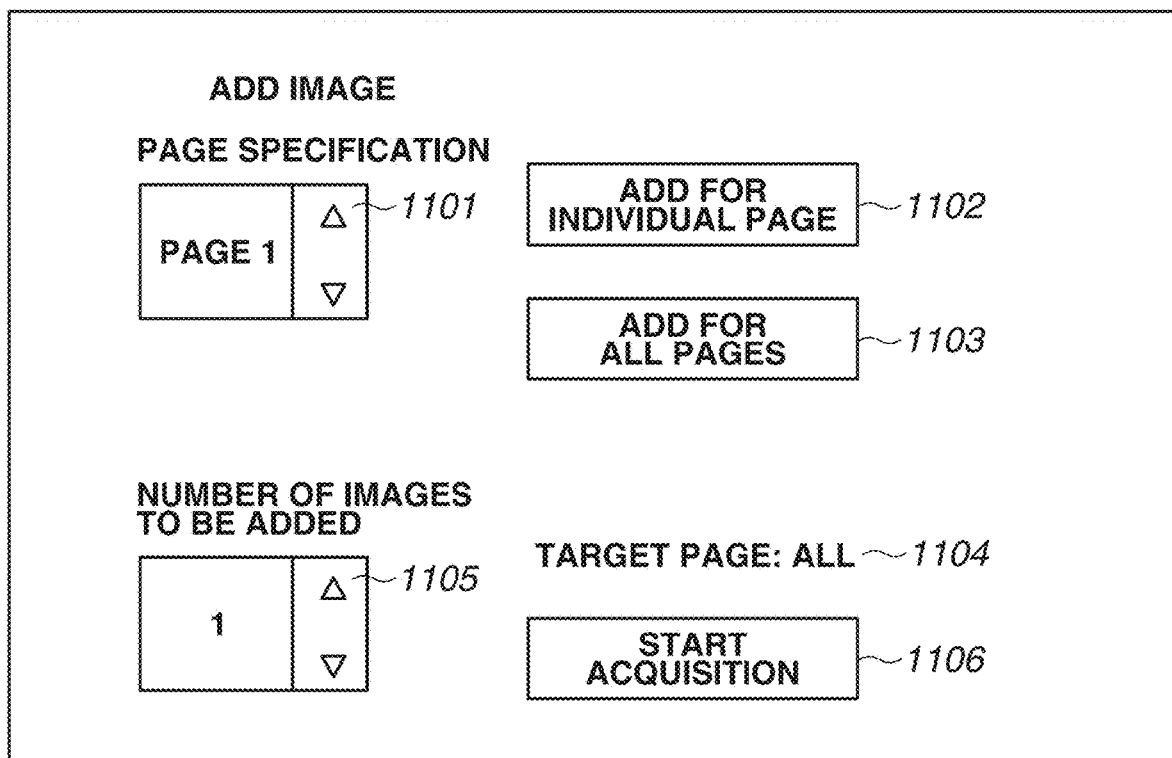 ADD IMAGE
PAGE SPECIFICATION
PAGE 1
1101
ADD FOR
INDIVIDUAL PAGE
1102
ADD FOR
ALL PAGES
1103
NUMBER OF IMAGES
TO BE ADDED
1
1105
TARGET PAGE: ALL
1104
START
ACQUISITION
1106